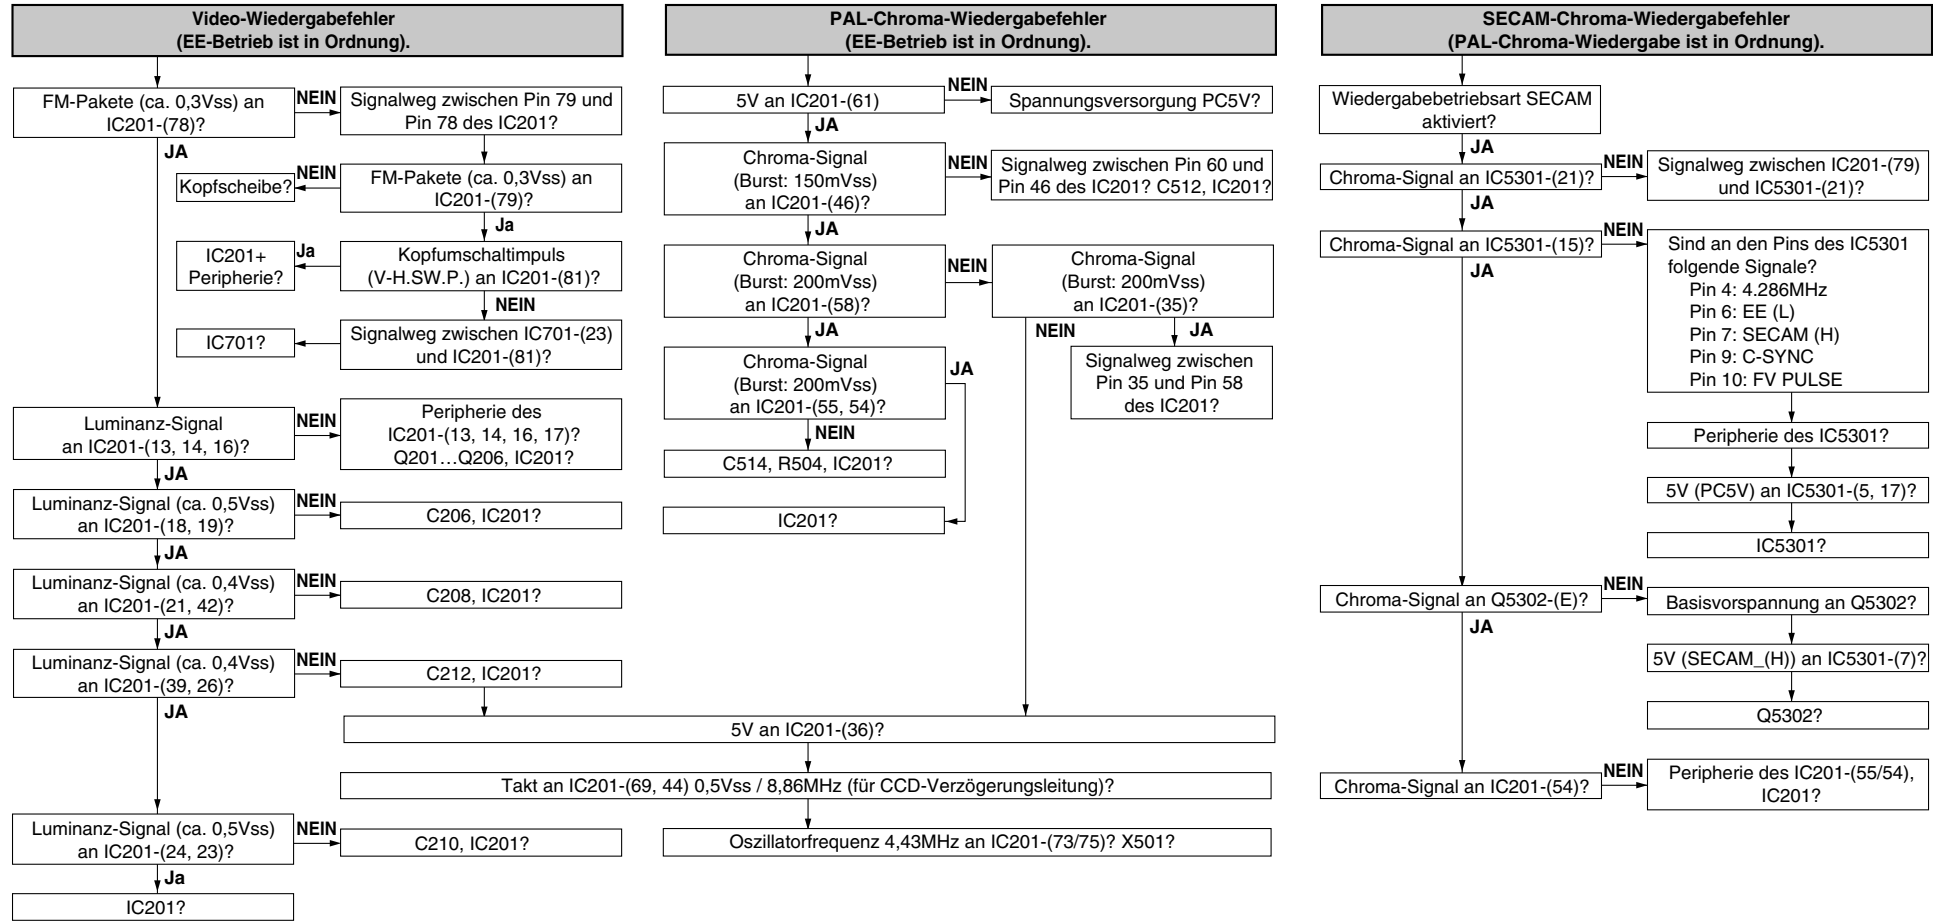 Video-Wiedergabefehler
(EE-Betrieb ist in Ordnung).
FM-Pakete (ca. 0,3Vss) an
IC201-(78)?
NEIN
Signalweg zwischen Pin 79 und
Pin 78 des IC201?
JA
Kopfscheibe?
NEIN
FM-Pakete (ca. 0,3Vss) an
IC201-(79)?
Ja
IC201+
Peripherie?
Ja
Kopfumschaltimpuls
(V-H.SW.P.) an IC201-(81)?
NEIN
IC701?
Signalweg zwischen IC701-(23)
und IC201-(81)?
Luminanz-Signal
an IC201-(13, 14, 16)?
NEIN
Peripherie des
IC201-(13, 14, 16, 17)?
Q201…Q206, IC201?
JA
Luminanz-Signal (ca. 0,5Vss)
an IC201-(18, 19)?
NEIN
C206, IC201?
JA
Luminanz-Signal (ca. 0,4Vss)
an IC201-(21, 42)?
NEIN
C208, IC201?
JA
Luminanz-Signal (ca. 0,4Vss)
an IC201-(39, 26)?
NEIN
C212, IC201?
JA
Luminanz-Signal (ca. 0,5Vss)
an IC201-(24, 23)?
NEIN
C210, IC201?
Ja
IC201?
PAL-Chroma-Wiedergabefehler
(EE-Betrieb ist in Ordnung).
5V an IC201-(61)
NEIN
Spannungsversorgung PC5V?
JA
Chroma-Signal
(Burst: 150mVss)
an IC201-(46)?
NEIN
Signalweg zwischen Pin 60 und
Pin 46 des IC201? C512, IC201?
JA
Chroma-Signal
(Burst: 200mVss)
an IC201-(58)?
NEIN
Chroma-Signal
(Burst: 200mVss)
an IC201-(35)?
JA
NEIN
JA
Chroma-Signal
(Burst: 200mVss)
an IC201-(55, 54)?
JA
Signalweg zwischen
Pin 35 und Pin 58
des IC201?
NEIN
C514, R504, IC201?
IC201?
5V an IC201-(36)?
Takt an IC201-(69, 44) 0,5Vss / 8,86MHz (für CCD-Verzögerungsleitung)?
Oszillatorfrequenz 4,43MHz an IC201-(73/75)? X501?
SECAM-Chroma-Wiedergabefehler
(PAL-Chroma-Wiedergabe ist in Ordnung).
Wiedergabebetriebsart SECAM
aktiviert?
JA
Chroma-Signal an IC5301-(21)?
NEIN
Signalweg zwischen IC201-(79)
und IC5301-(21)?
JA
Chroma-Signal an IC5301-(15)?
NEIN
Sind an den Pins des IC5301
folgende Signale?
Pin 4: 4.286MHz
Pin 6: EE (L)
Pin 7: SECAM (H)
Pin 9: C-SYNC
Pin 10: FV PULSE
JA
Peripherie des IC5301?
5V (PC5V) an IC5301-(5, 17)?
IC5301?
Chroma-Signal an Q5302-(E)?
NEIN
Basisvorspannung an Q5302?
JA
5V (SECAM_(H)) an IC5301-(7)?
Q5302?
Chroma-Signal an IC201-(54)?
NEIN
Peripherie des IC201-(55/54),
IC201?